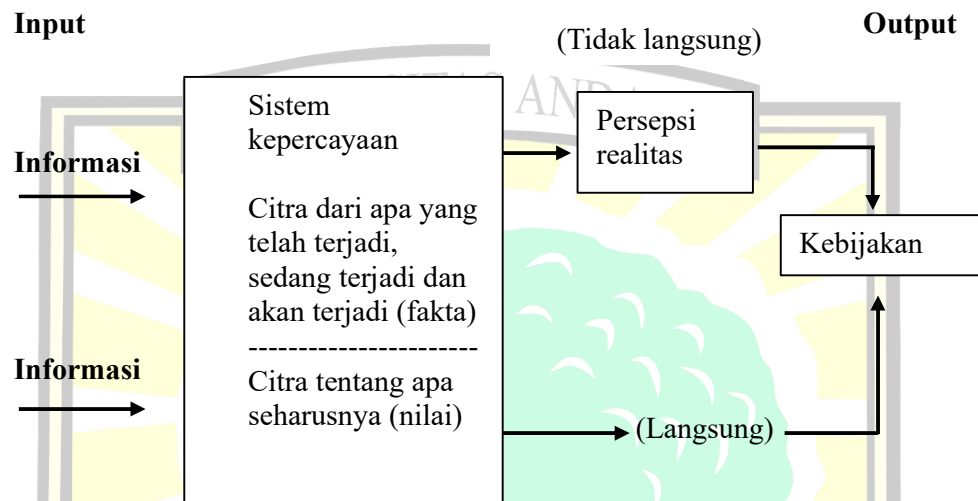 Input
Output
(Tidak langsung)
Informasi
Sistem
kepercayaan
Citra dari apa yang
telah terjadi,
sedang terjadi dan
akan terjadi (fakta)
-----------------------
Informasi
Citra tentang apa
seharusnya (nilai)
Persepsi
realitas
Kebijakan
(Langsung)